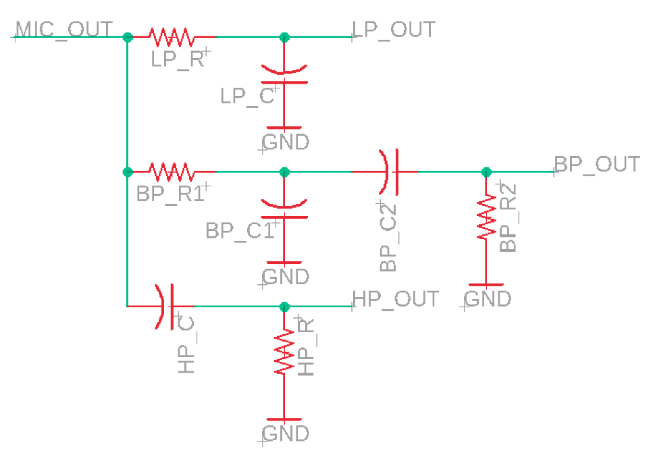 MIC_OUT
LP_OUT
LP_R
LP_C
GND
BP_OUT
BP_R1
BP_R2
BP_C1
BP_C2
GND
GND
HP_OUT
HP_C
HP_R
GND